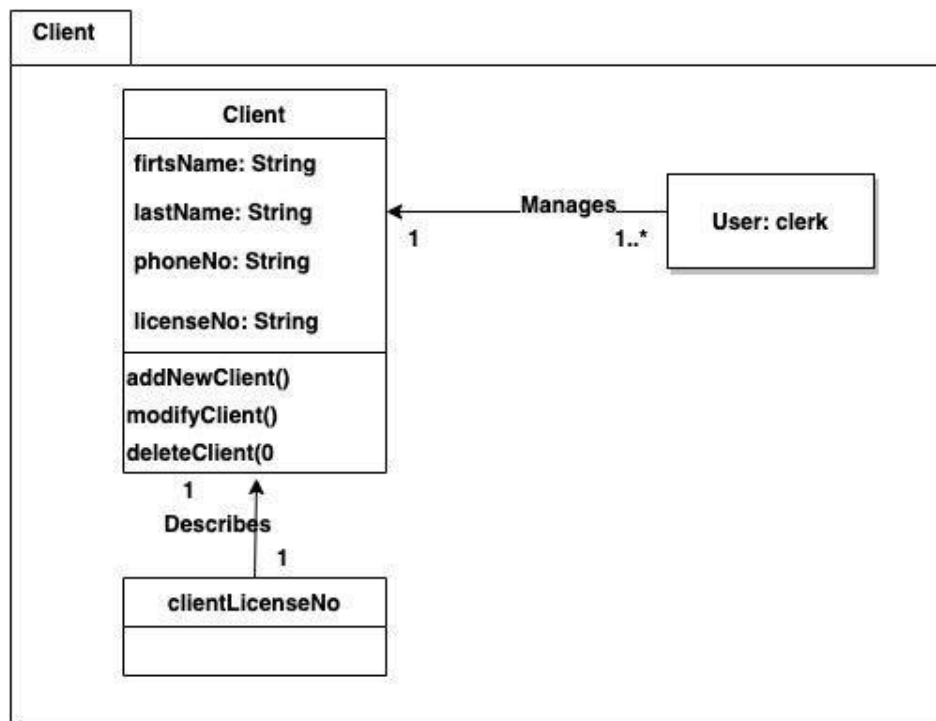 Client
Client
firtsName: String
lastName: String
phoneNo: String
licenseNo: String
addNewClient()
modifyClient()
deleteClient(0
Manages
1
1..*
User: clerk
1
Describes
1
clientLicenseNo